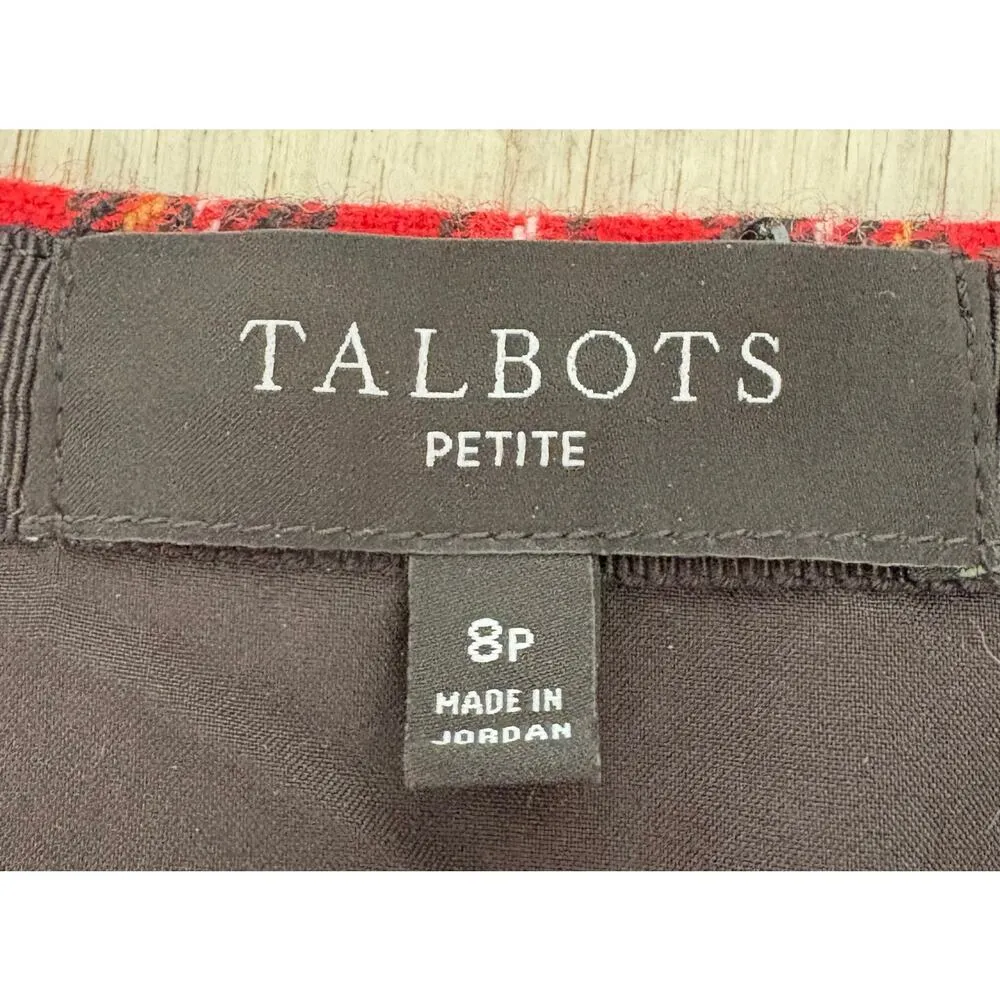 TALBOTS
PETITE
8P
MADE IN
JORDAN